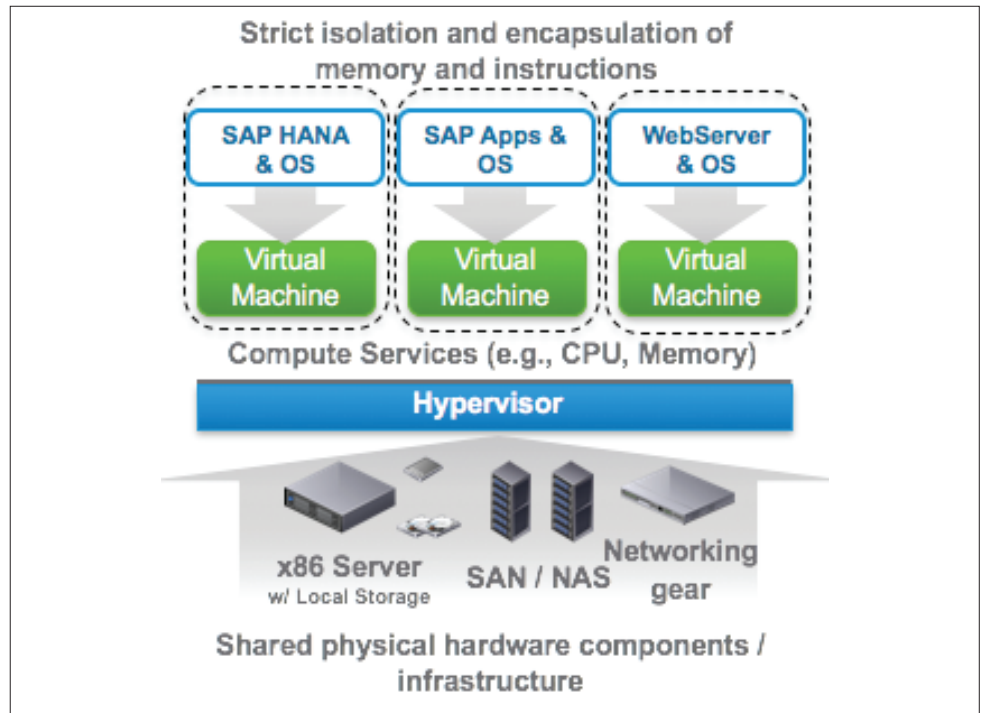 Strict isolation and encapsulation of
memory and instructions
SAP HANA
& OS
SAP Apps &
OS
WebServer
& OS
Virtual
Machine
Virtual
Machine
Virtual
Machine
Compute Services (e.g., CPU, Memory)
Hypervisor
x86 Server
w/ Local Storage
SAN / NAS
Networking
gear
Shared physical hardware components /
infrastructure